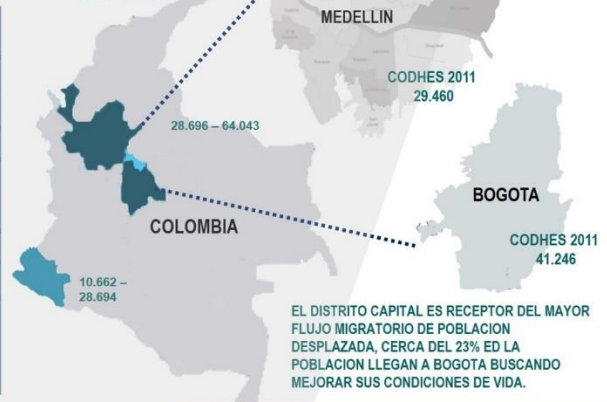 MEDELLIN
CODHES 2011
29.460
28.696 – 64.043
COLOMBIA
BOGOTA
CODHES 2011
41.246
10.662 –
28.694
EL DISTRITO CAPITAL ES RECEPTOR DEL MAYOR
FLUJO MIGRATORIO DE POBLACION
DESPLAZADA, CERCA DEL 23% ED LA
POBLACION LLEGAN A BOGOTA BUSCANDO
MEJORAR SUS CONDICIONES DE VIDA.